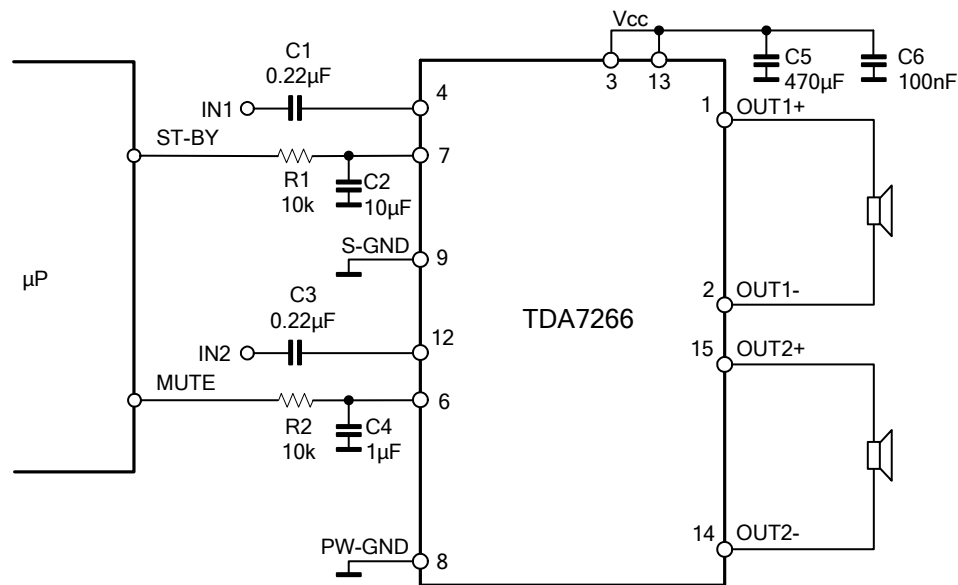 Vcc
C1
0.22µF
C5
470µF
C6
100nF
3
13
4
IN1
1
OUT1+
ST-BY
7
R1
10k
C2
10µF
S-GND
9
µP
C3
0.22µF
2
OUT1-
TDA7266
12
IN2
15
OUT2+
MUTE
6
R2
10k
C4
1µF
14
OUT2-
PW-GND
8